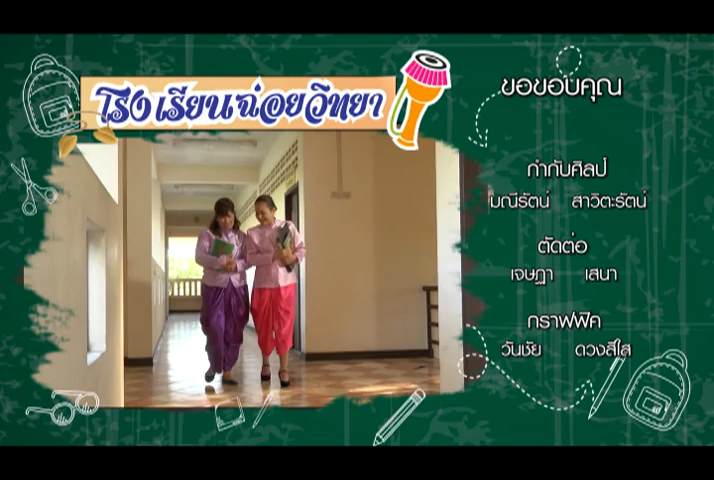 โรงเรียนฉ่อยวิทยา
ขอขอบคุณ
กำกับศิลป์
มณีรัตน์ สาวิตะรัตน์
ตัดต่อ
เจษฎา เสนา
กราฟฟิค
วันชัย ดวงสีใส